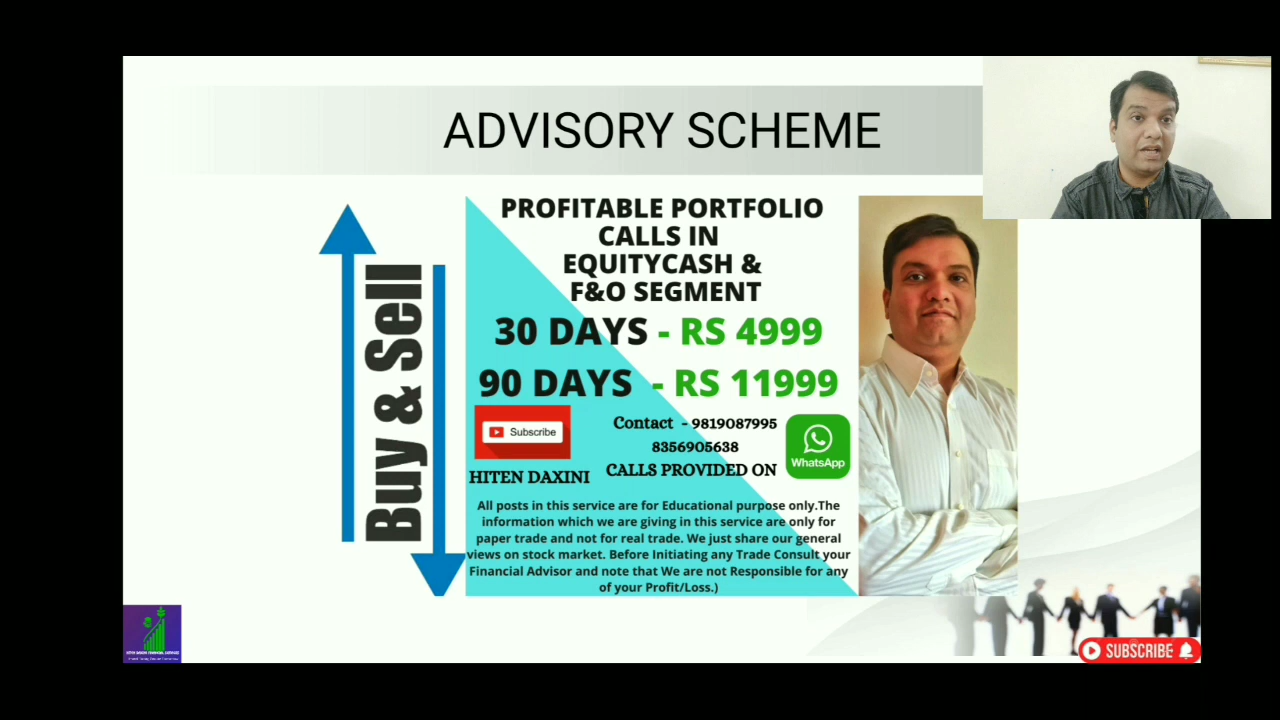 ADVISORY SCHEME
Buy & Sell
PROFITABLE PORTFOLIO
CALLS IN
EQUITYCASH &
F&O SEGMENT
30 DAYS - RS 4999
90 DAYS - RS 11999
Subscribe
HITEN DAXINI
Contact - 9819087995
8356905638
CALLS PROVIDED ON
WhatsApp
All posts in this service are for Educational purpose only.The
information which we are giving in this service are only for
paper trade and not for real trade. We just share our general
views on stock market. Before Initiating any Trade Consult your
Financial Advisor and note that We are not Responsible for any
of your Profit/Loss.)
HITEN DAXINI FINANCIAL SERVICES
SUBSCRIBE